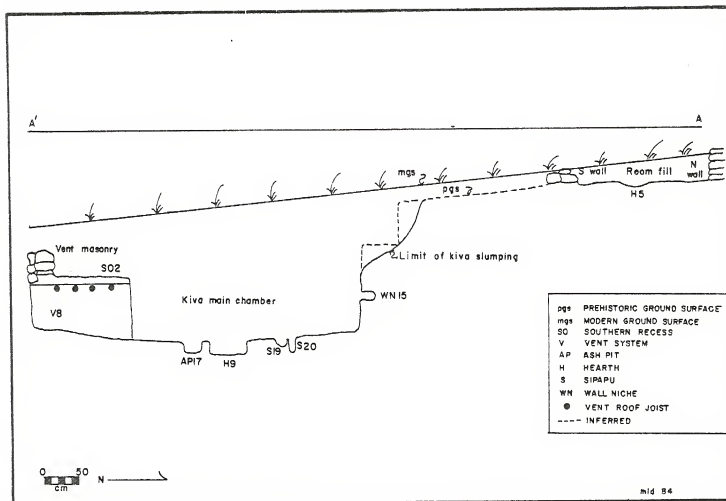 A'
A
mgs
pgs
S wall
Room fill
N
wall
H5
Vent masonry
SO2
V8
Kiva main chamber
Limit of kiva slumping
WN15
AP17
H9
S19
S20
pgs PREHISTORIC GROUND SURFACE
mgs MODERN GROUND SURFACE
SO SOUTHERN RECESS
V VENT SYSTEM
AP ASH PIT
H HEARTH
S SIPAPU
WN WALL NICHE
VENT ROOF JOIST
INFERRED
0 50
cm
N
mld 84